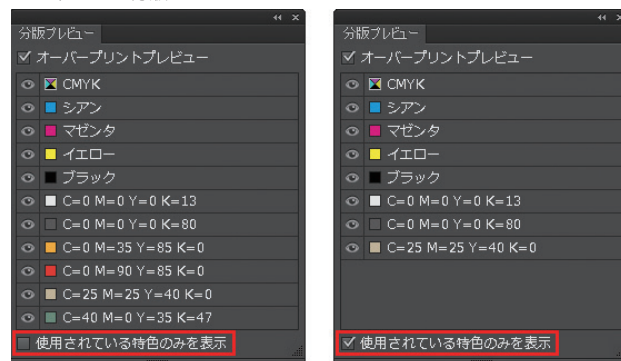 分版プレビュー
オーバープリントプレビュー
CMYK
シアン
マゼンタ
イエロー
ブラック
C=0 M=0 Y=0 K=13
C=0 M=0 Y=0 K=80
C=0 M=35 Y=85 K=0
C=0 M=90 Y=85 K=0
C=25 M=25 Y=40 K=0
C=40 M=0 Y=35 K=47
使用されている特色のみを表示
分版プレビュー
オーバープリントプレビュー
CMYK
シアン
マゼンタ
イエロー
ブラック
C=0 M=0 Y=0 K=13
C=0 M=0 Y=0 K=80
C=25 M=25 Y=40 K=0
使用されている特色のみを表示